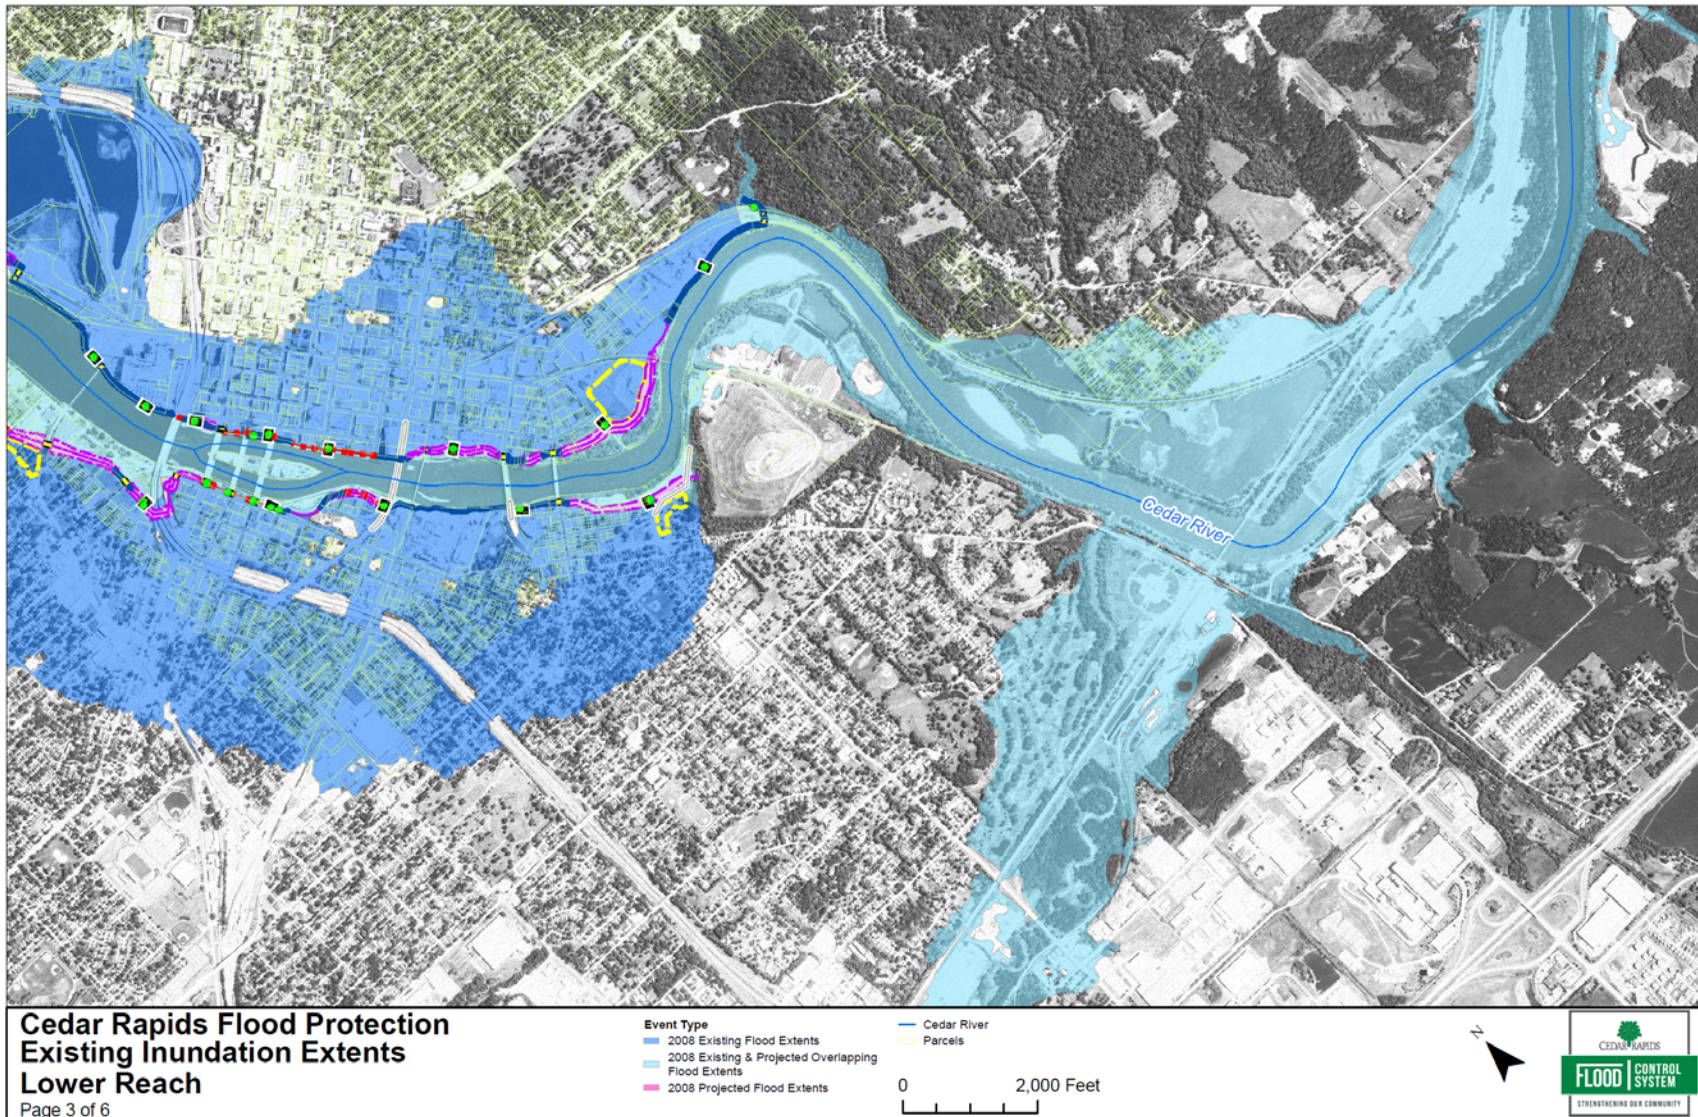 Cedar River
Cedar Rapids Flood Protection
Existing Inundation Extents
Lower Reach
Page 3 of 6
Event Type
2008 Existing Flood Extents
2008 Existing & Projected Overlapping
Flood Extents
2008 Projected Flood Extents
Cedar River
Parcels
0 2,000 Feet
N
CEDAR RAPIDS
FLOOD CONTROL
SYSTEM
STRENGTHENING OUR COMMUNITY